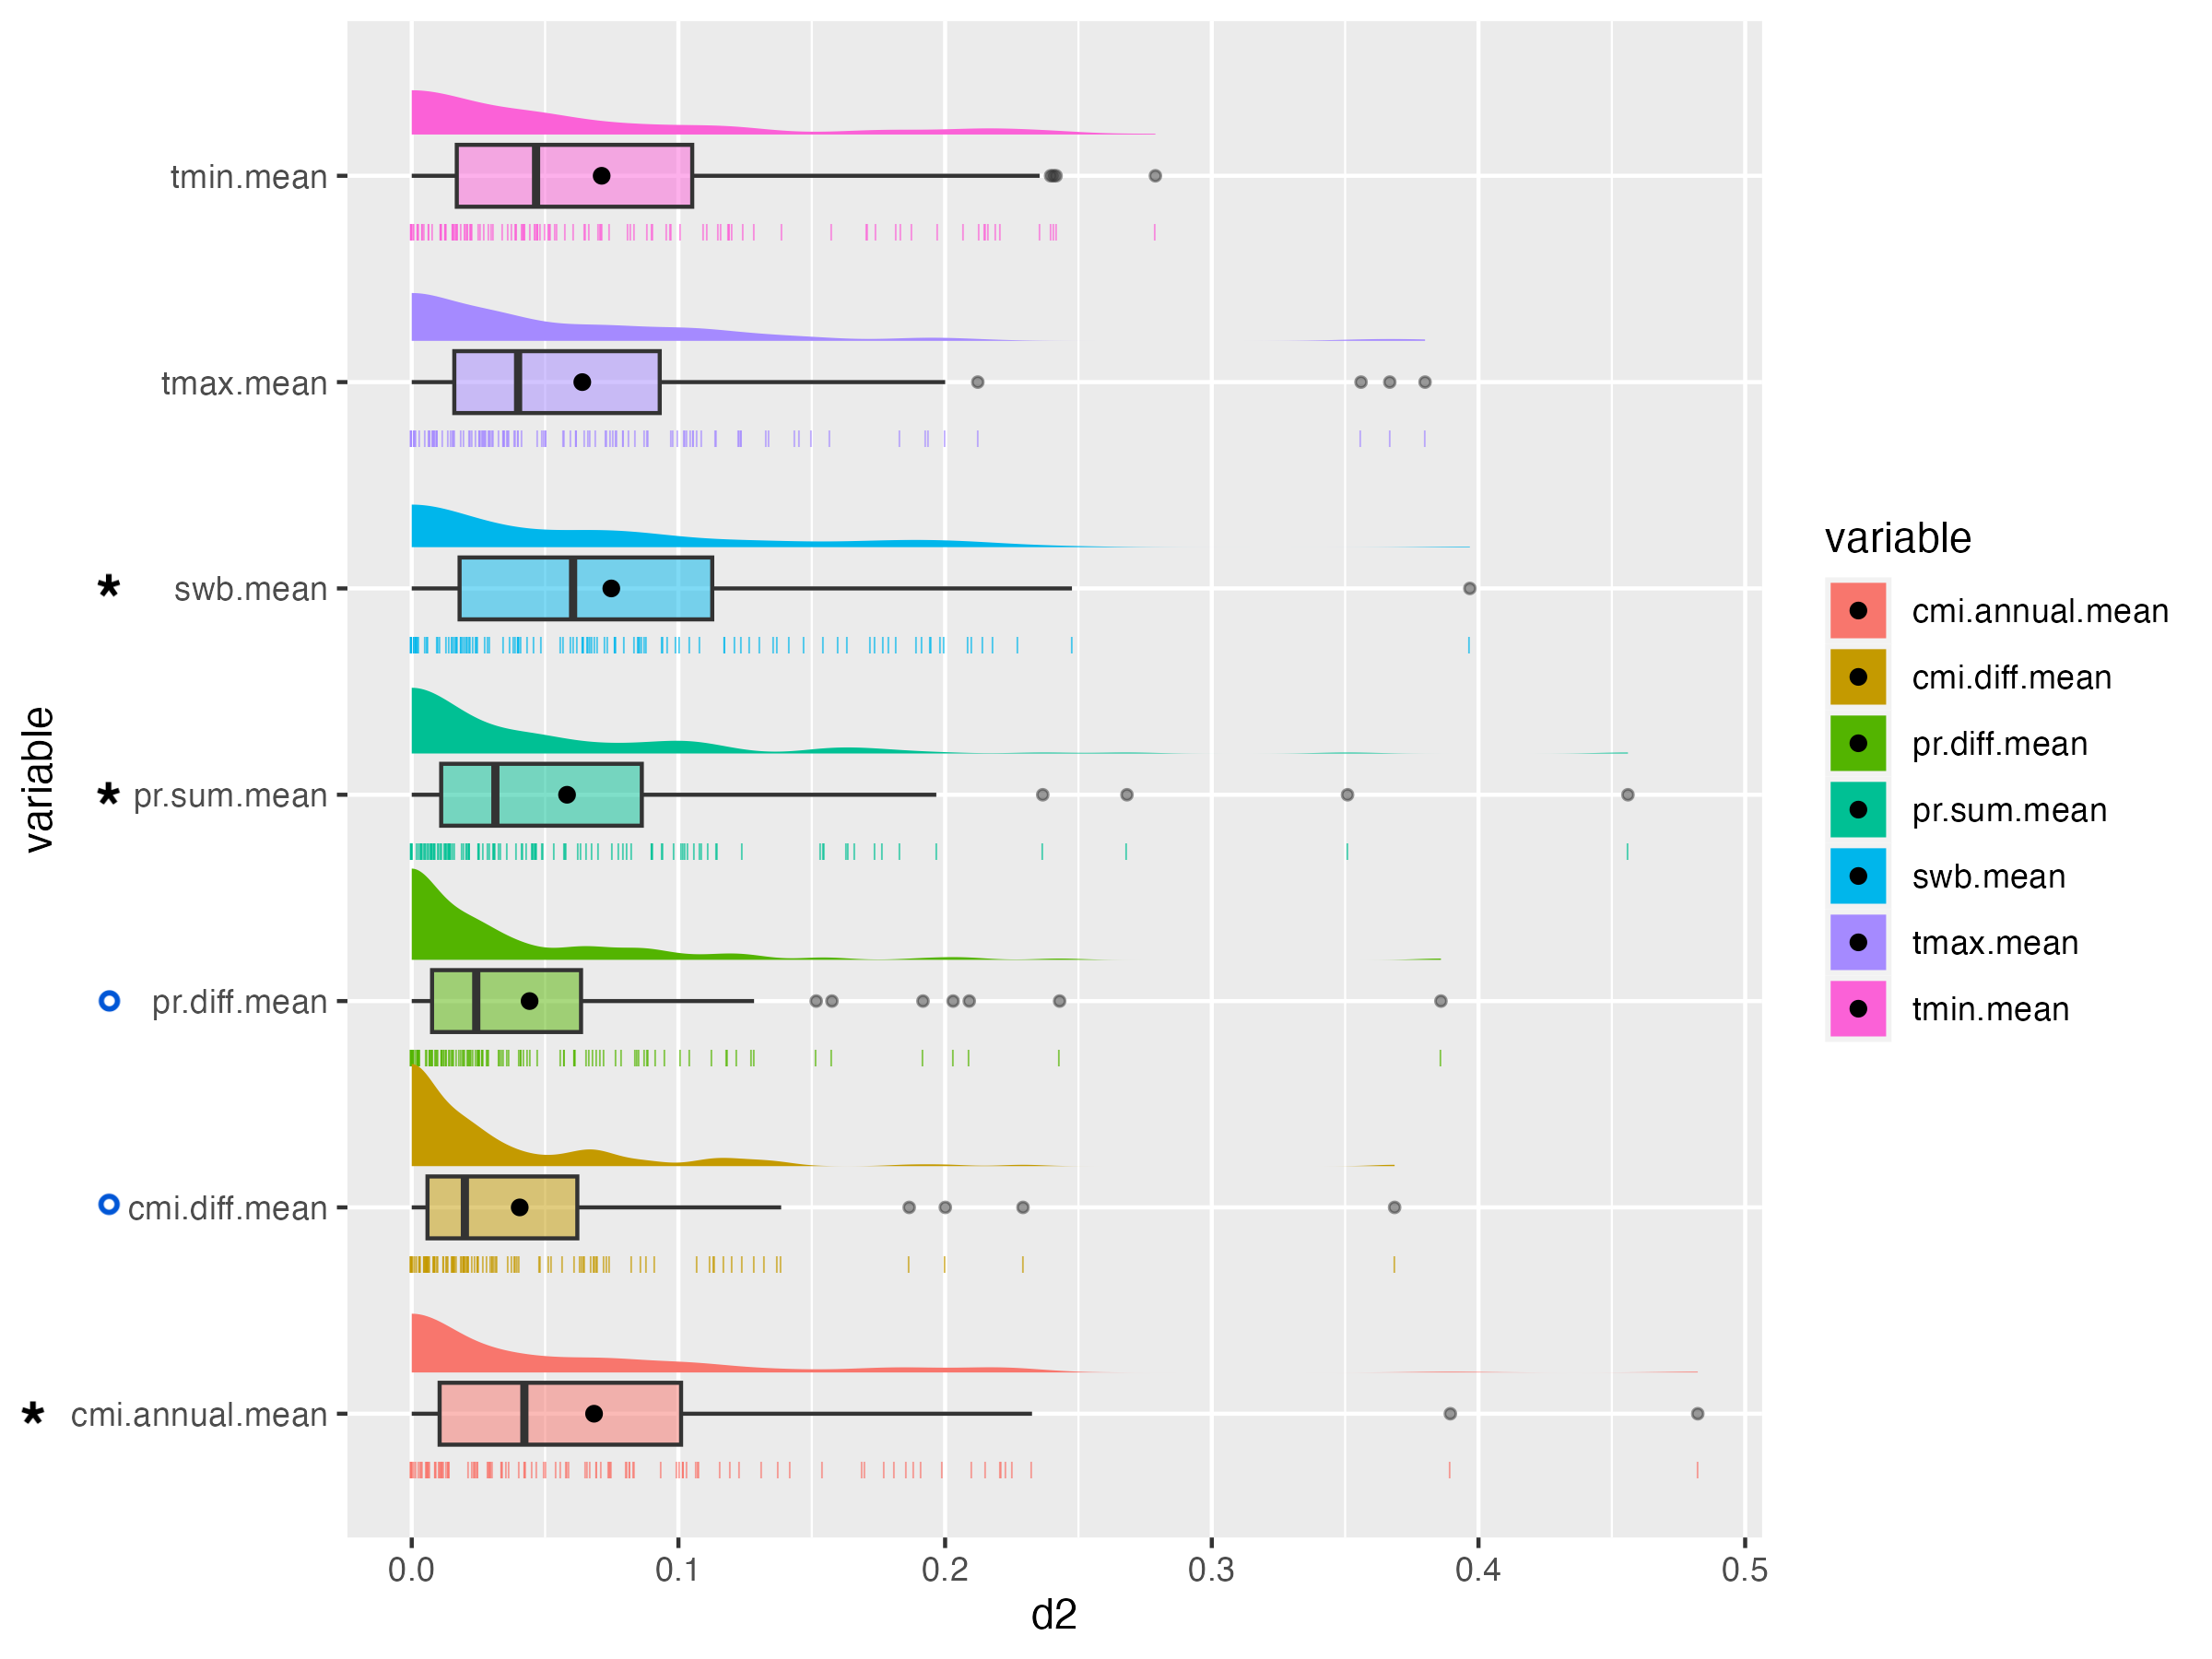 variable
tmin.mean
tmax.mean
* swb.mean
* pr.sum.mean
pr.diff.mean
cmi.diff.mean
* cmi.annual.mean
0.0 0.1 0.2 0.3 0.4 0.5
d2
variable
cmi.annual.mean
cmi.diff.mean
pr.diff.mean
pr.sum.mean
swb.mean
tmax.mean
tmin.mean